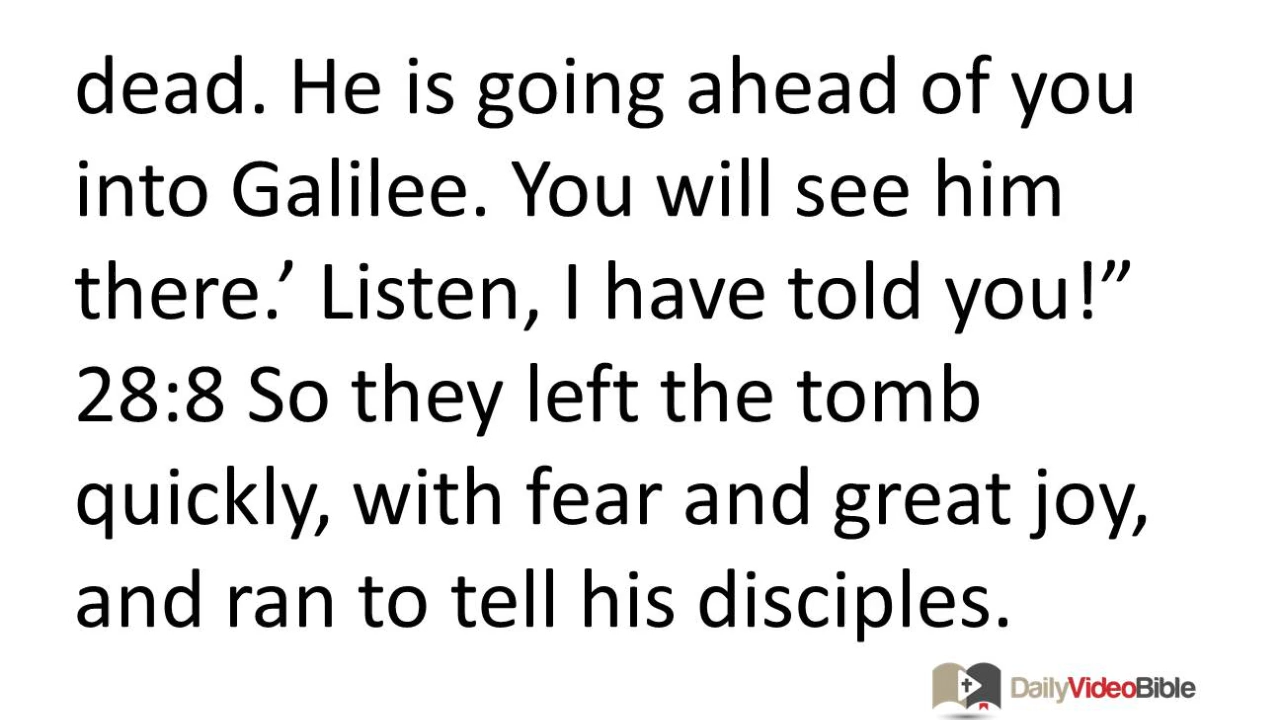 dead. He is going ahead of you
into Galilee. You will see him
there.’ Listen, I have told you!”
28:8 So they left the tomb
quickly, with fear and great joy,
and ran to tell his disciples.
DailyVideoBible